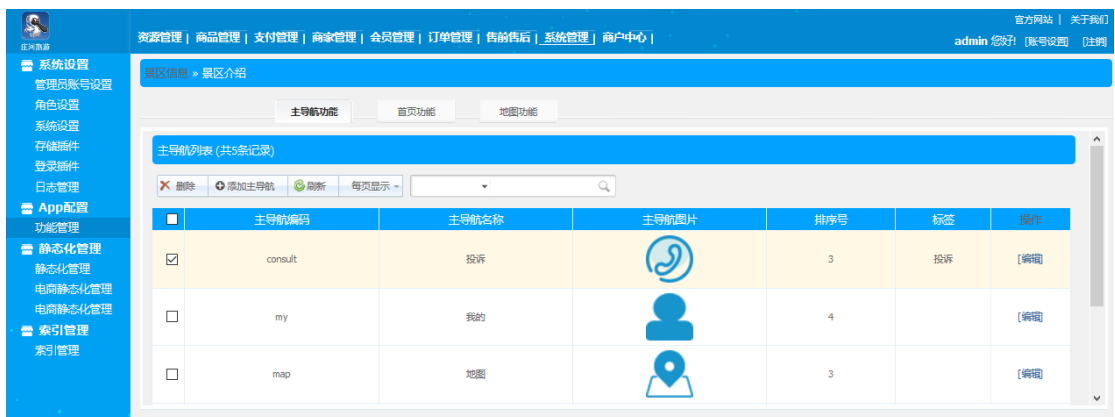 官方网站 | 关于我们
庄河旅游
资源管理 | 商品管理 | 支付管理 | 商家管理 | 会员管理 | 订单管理 | 售前售后 | 系统管理 | 商户中心 |
admin 您好! [账号设置] [注销]
系统设置
管理员账号设置
角色设置
系统设置
存储插件
登录插件
日志管理
App配置
功能管理
静态化管理
静态化管理
电商静态化管理
电商静态化管理
索引管理
索引管理
景区信息 » 景区介绍
主导航功能 首页功能 地图功能
主导航列表 (共5条记录)
删除 添加主导航 刷新 每页显示
主导航编码 主导航名称 主导航图片 排序号 标签 操作
consult 投诉 3 投诉 [编辑]
my 我的 4 [编辑]
map 地图 3 [编辑]